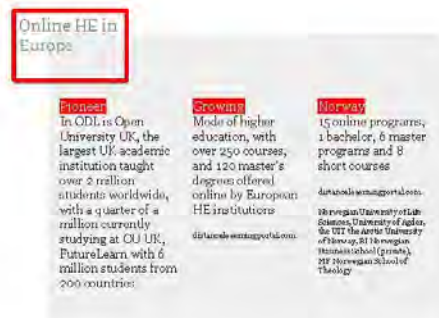 Online HE in
Europe
Pioneer
In ODL is Open
University UK, the
largest UK academic
institution taught
over 2 million
students worldwide,
with a quarter of a
million currently
studying at OU UK,
FutureLearn with 6
million students from
200 countries
Growing
Mode of higher
education, with
over 250 courses,
and 120 master's
degrees offered
online by European
HE institutions
distancelearningportal.com
Norway
15 online programs,
1 bachelor, 6 master
programs and 8
short courses
distancelearningportal.com
Norwegian University of Life
Sciences, University of Agder,
the UIT the Arctic University
of Norway, BI Norwegian
Business School (private),
MF Norwegian School of
Theology